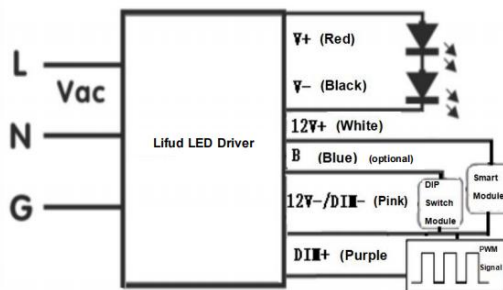 L
Vac
N
G
Lifud LED Driver
V+ (Red)
V- (Black)
12V+ (White)
B (Blue) (optional)
12V-/DIM- (Pink)
DIM+ (Purple
DIP
Switch
Module
Smart
Module
PWM
Signal